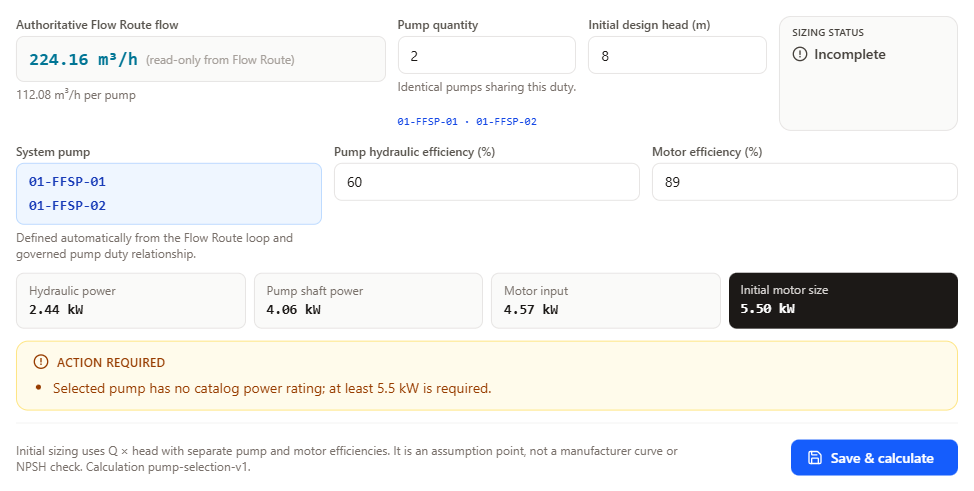 Authoritative Flow Route flow
224.16 m³/h (read-only from Flow Route)
112.08 m³/h per pump
Pump quantity
2
Identical pumps sharing this duty.
01-FFSP-01 · 01-FFSP-02
Initial design head (m)
8
SIZING STATUS
Incomplete
System pump
01-FFSP-01
01-FFSP-02
Defined automatically from the Flow Route loop and
governed pump duty relationship.
Pump hydraulic efficiency (%)
60
Motor efficiency (%)
89
Hydraulic power
2.44 kW
Pump shaft power
4.06 kW
Motor input
4.57 kW
Initial motor size
5.50 kW
ACTION REQUIRED
• Selected pump has no catalog power rating; at least 5.5 kW is required.
Initial sizing uses Q × head with separate pump and motor efficiencies. It is an assumption point, not a manufacturer curve or
NPSH check. Calculation pump-selection-v1.
Save & calculate